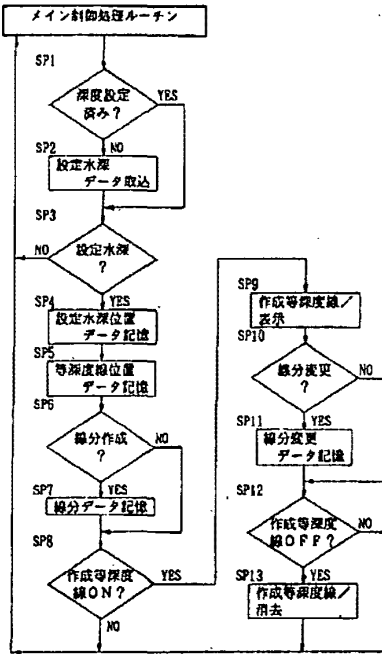 メイン制御処理ルーチン
SP1
深度設定
済み?
YES
NO
SP2
設定水深
データ取込
SP3
設定水深
?
NO
YES
SP4
設定水深位置
データ記憶
SP5
等深度線位置
データ記憶
SP6
線分作成
?
NO
YES
SP7
線分データ記憶
SP8
作成等深度
線ON?
YES
NO
SP9
作成等深度線/
表示
SP10
線分変更
?
NO
YES
SP11
線分変更
データ記憶
SP12
作成等深度
線OFF?
NO
YES
SP13
作成等深度線/
消去